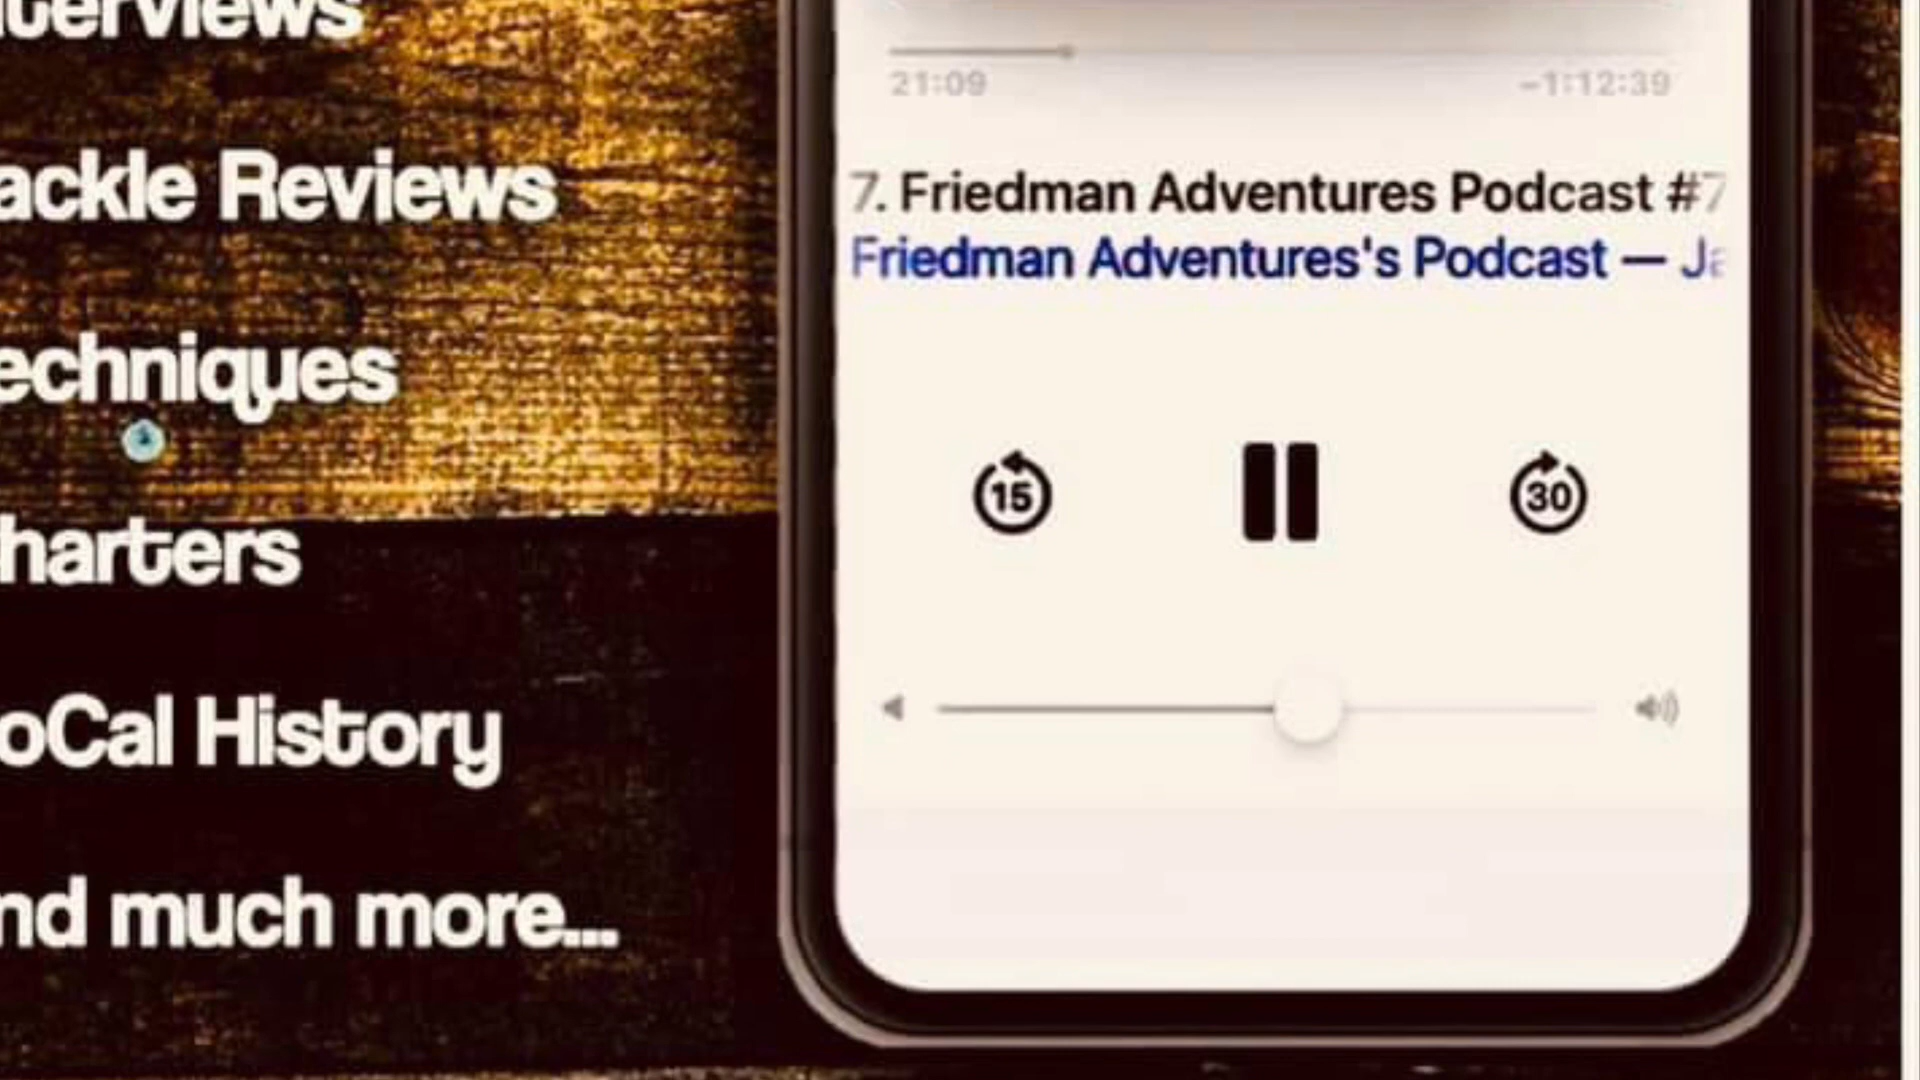 nterviews
ackle Reviews
echniques
harters
oCal History
nd much more...
21:09
-1:12:39
7. Friedman Adventures Podcast #7
Friedman Adventures's Podcast — Ja
15
30